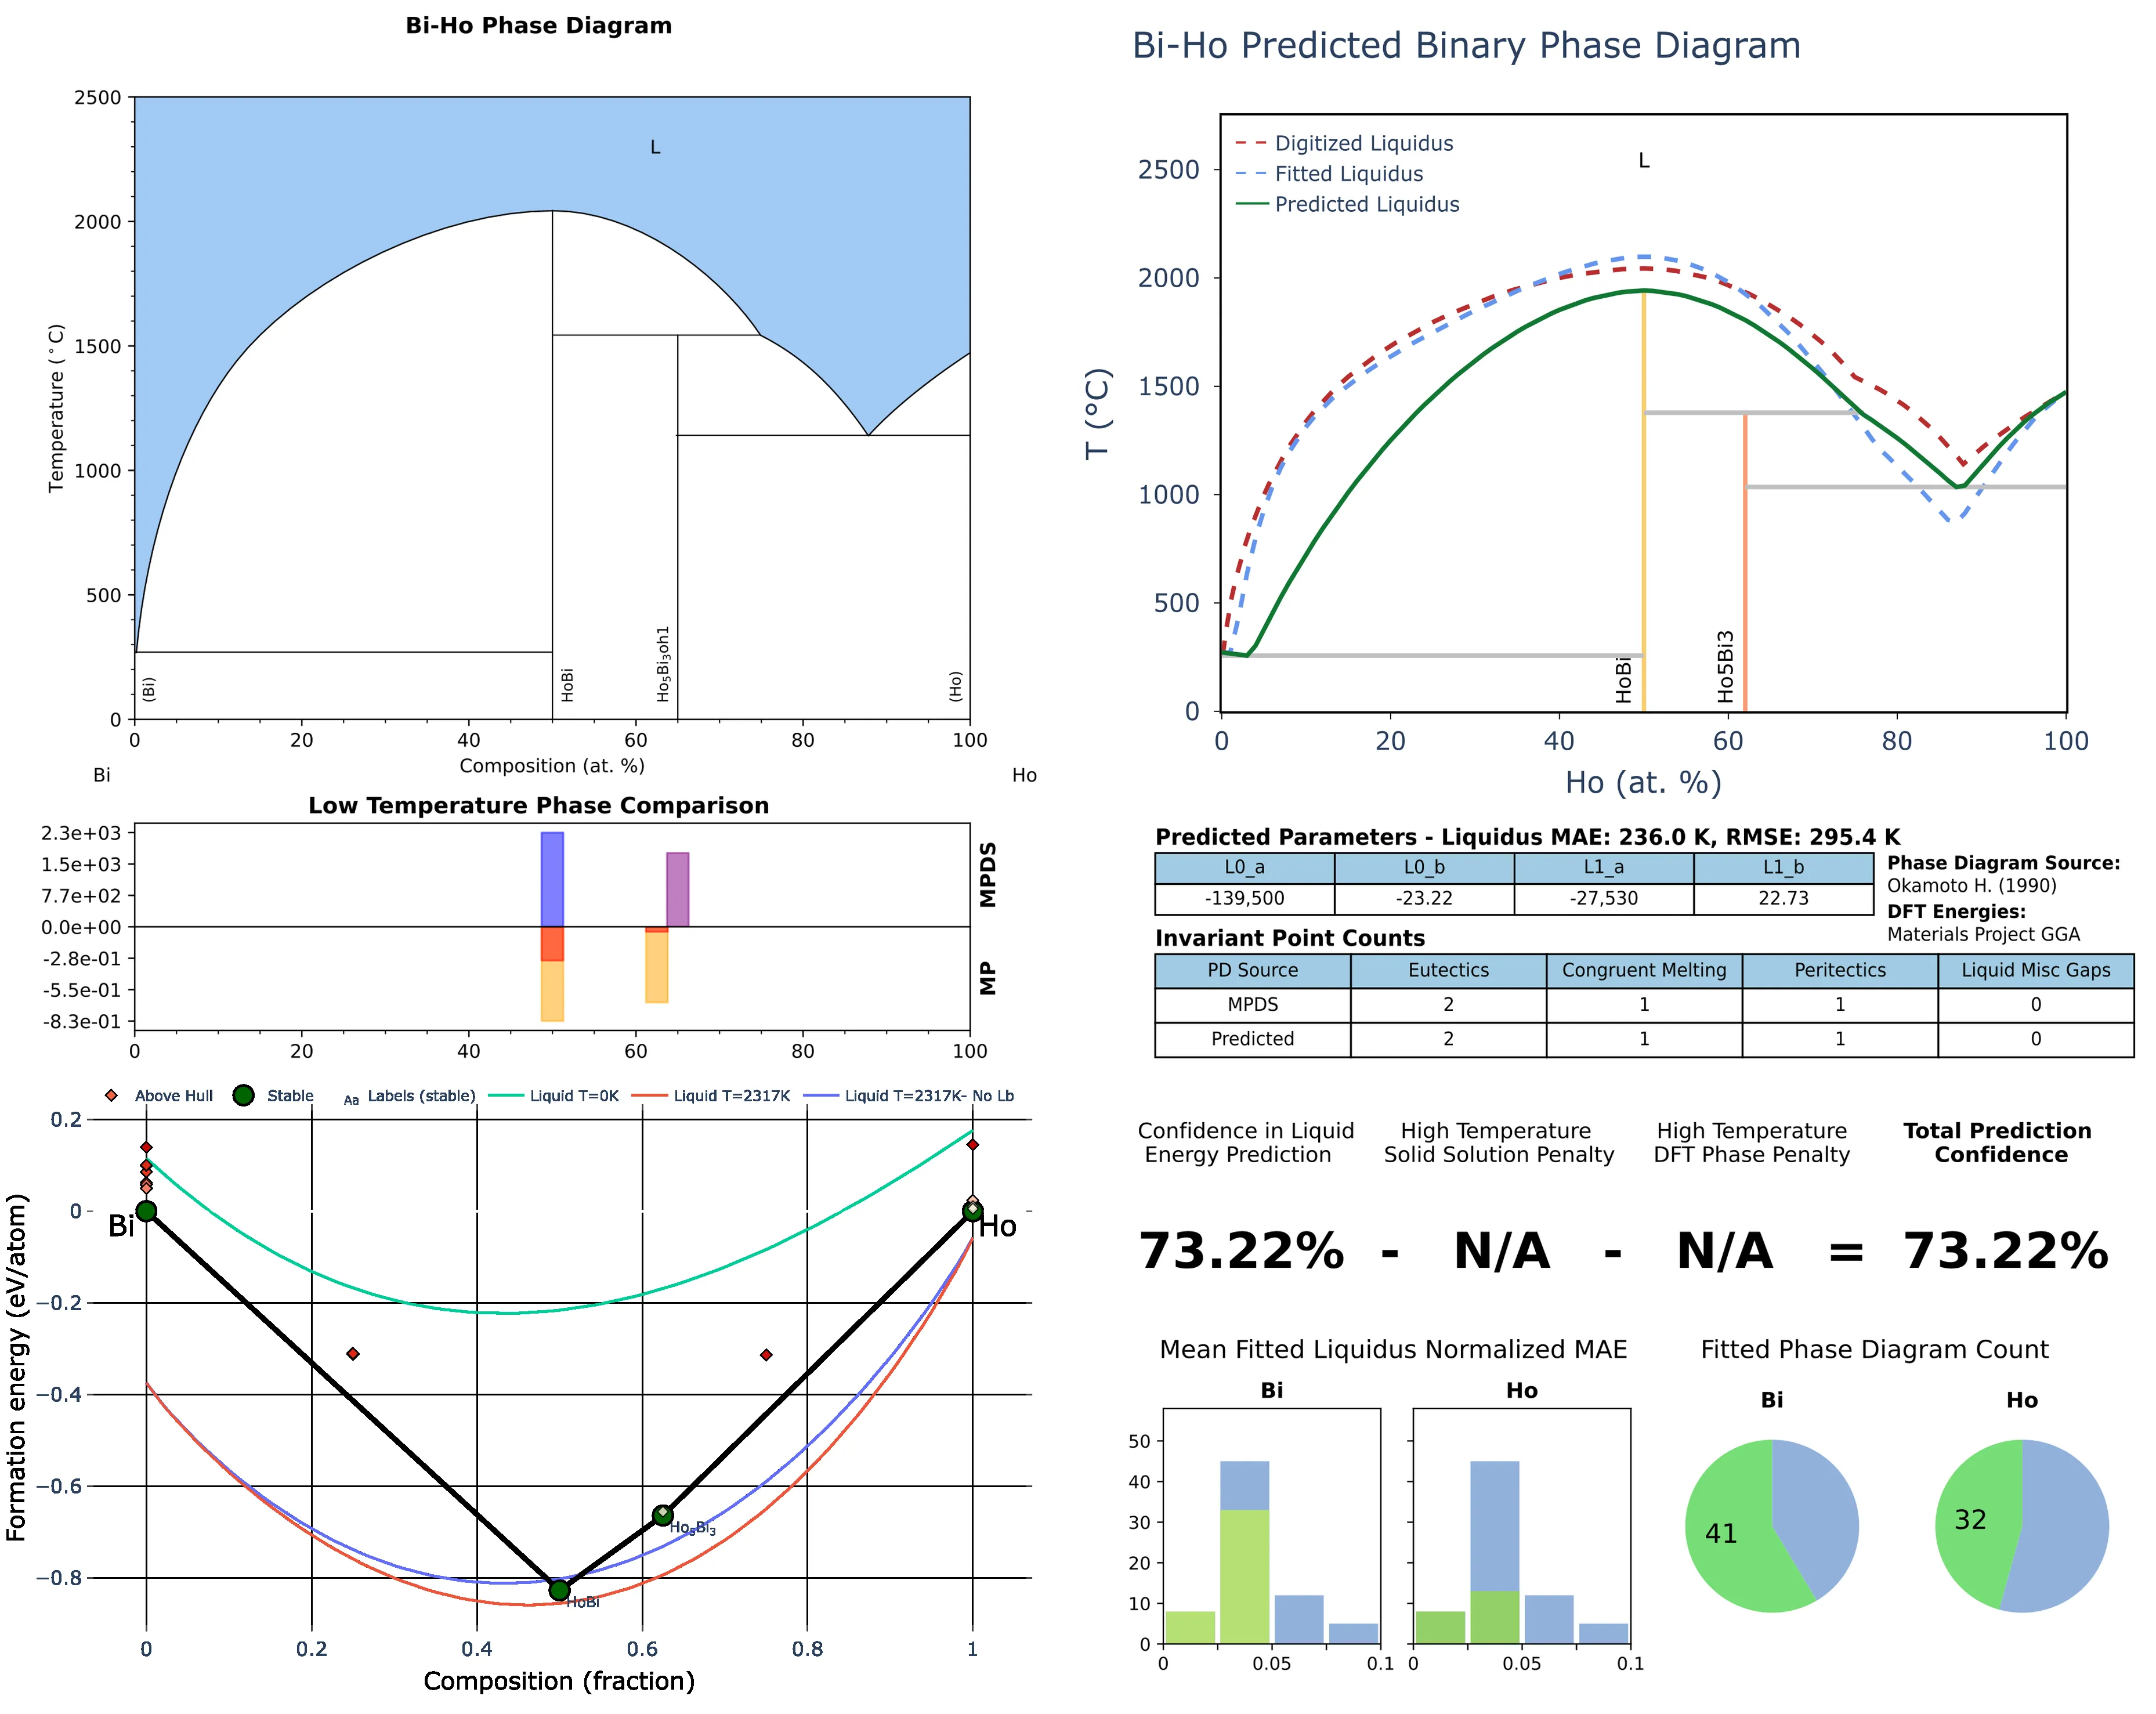 Bi-Ho Phase Diagram
2500
2000
1500
1000
500
0
Temperature (°C)
L
(Bi)
HoBi
Ho5Bi3oh1
(Ho)
0 20 40 60 80 100
Composition (at. %)
Bi Ho
Bi-Ho Predicted Binary Phase Diagram
Digitized Liquidus
Fitted Liquidus
Predicted Liquidus
L
2500
2000
1500
1000
500
0
T (°C)
HoBi
Ho5Bi3
0 20 40 60 80 100
Ho (at. %)
Low Temperature Phase Comparison
2.3e+03
1.5e+03
7.7e+02
0.0e+00
-2.8e-01
-5.5e-01
-8.3e-01
MPDS
MP
0 20 40 60 80 100
Predicted Parameters - Liquidus MAE: 236.0 K, RMSE: 295.4 K
L0_a L0_b L1_a L1_b
-139,500 -23.22 -27,530 22.73
Phase Diagram Source:
Okamoto H. (1990)
DFT Energies:
Materials Project GGA
Invariant Point Counts
PD Source Eutectics Congruent Melting Peritectics Liquid Misc Gaps
MPDS 2 1 1 0
Predicted 2 1 1 0
Above Hull Stable Aa Labels (stable) Liquid T=0K Liquid T=2317K Liquid T=2317K- No Lb
0.2
0
−0.2
−0.4
−0.6
−0.8
Formation energy (eV/atom)
Bi
Ho
Ho5Bi3
HoBi
0 0.2 0.4 0.6 0.8 1
Composition (fraction)
Confidence in Liquid
Energy Prediction
High Temperature
Solid Solution Penalty
High Temperature
DFT Phase Penalty
Total Prediction
Confidence
73.22% - N/A - N/A = 73.22%
Mean Fitted Liquidus Normalized MAE
Bi Ho
50
40
30
20
10
0
0 0.05 0.1
0 0.05 0.1
Fitted Phase Diagram Count
Bi Ho
41 32